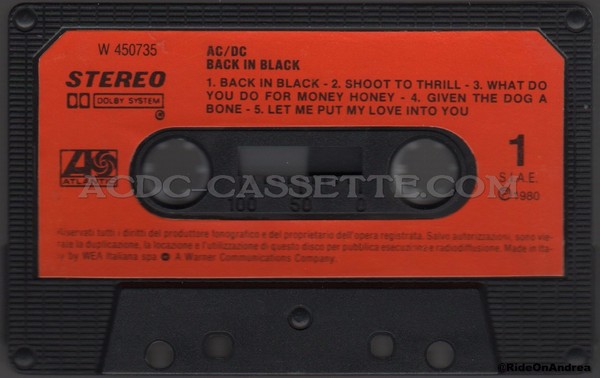 W 450735
AC/DC
BACK IN BLACK
STEREO
DOLBY SYSTEM
1. BACK IN BLACK - 2. SHOOT TO THRILL - 3. WHAT DO
YOU DO FOR MONEY HONEY - 4. GIVEN THE DOG A
BONE - 5. LET ME PUT MY LOVE INTO YOU
1
S.I.A.E.
℗ 1980
ATLANTIC
ACDC-CASSETTE.COM
100 50 0
Riservati tutti i diritti del produttore fonografico e del proprietario dell'opera registrata. Salvo autorizzazioni, sono vie-
tate la duplicazione, la locazione e l'utilizzazione di questo disco per pubblica esecuzione e radiodiffusione. Made in Ita-
ly by WEA Italiana spa A Warner Communications Company.
©RideOnAndrea